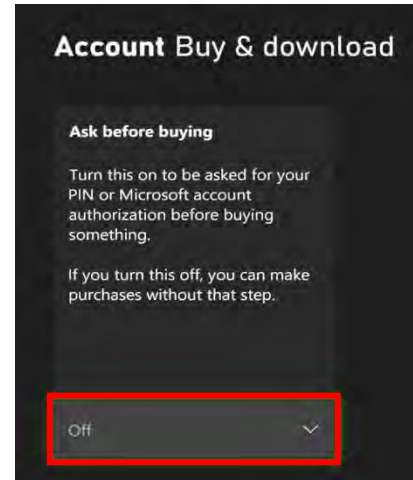 Account Buy & download
Ask before buying
Turn this on to be asked for your
PIN or Microsoft account
authorization before buying
something.
If you turn this off, you can make
purchases without that step.
Off